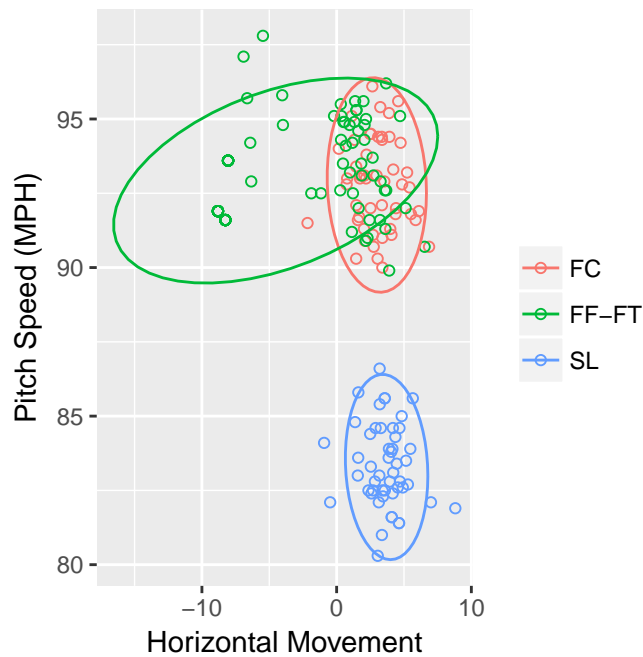 95
90
85
80
−10
0
10
Horizontal Movement
Pitch Speed (MPH)
FC
FF−FT
SL